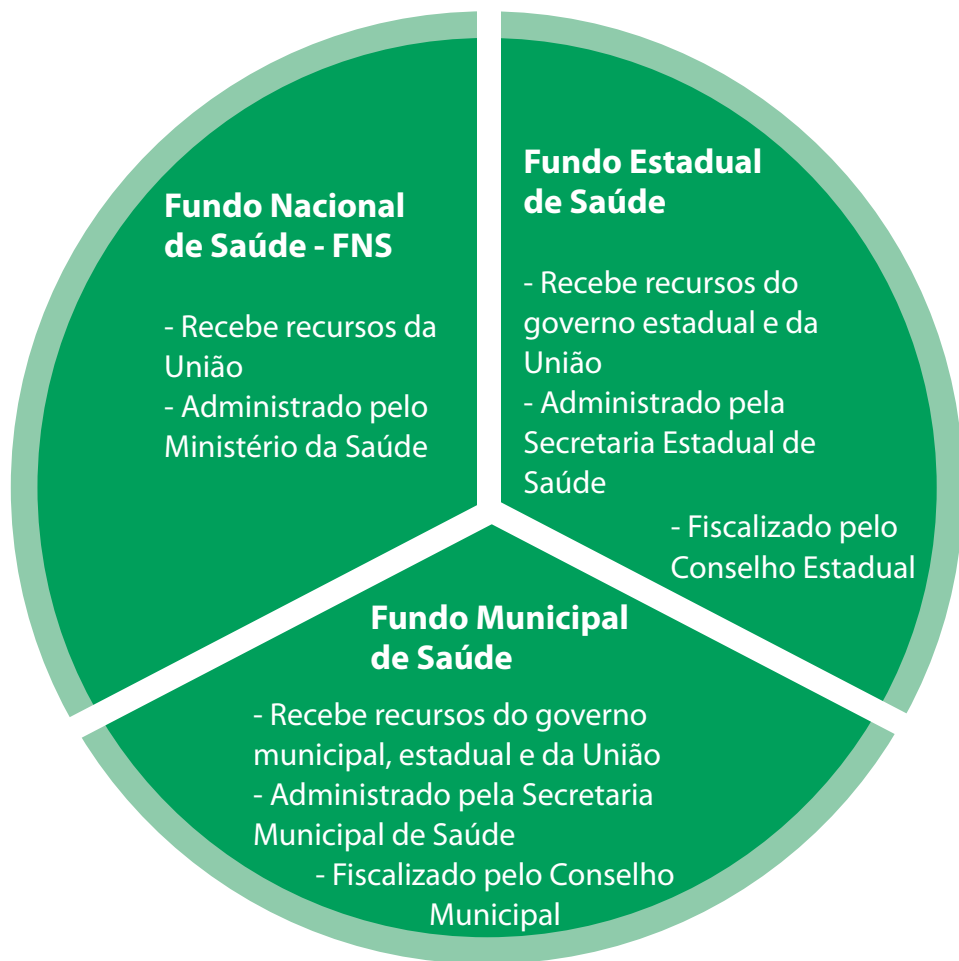 Fundo Nacional
de Saúde - FNS
- Recebe recursos da
União
- Administrado pelo
Ministério da Saúde
Fundo Estadual
de Saúde
- Recebe recursos do
governo estadual e da
União
- Administrado pela
Secretaria Estadual de
Saúde
- Fiscalizado pelo
Conselho Estadual
Fundo Municipal
de Saúde
- Recebe recursos do governo
municipal, estadual e da União
- Administrado pela Secretaria
Municipal de Saúde
- Fiscalizado pelo Conselho
Municipal